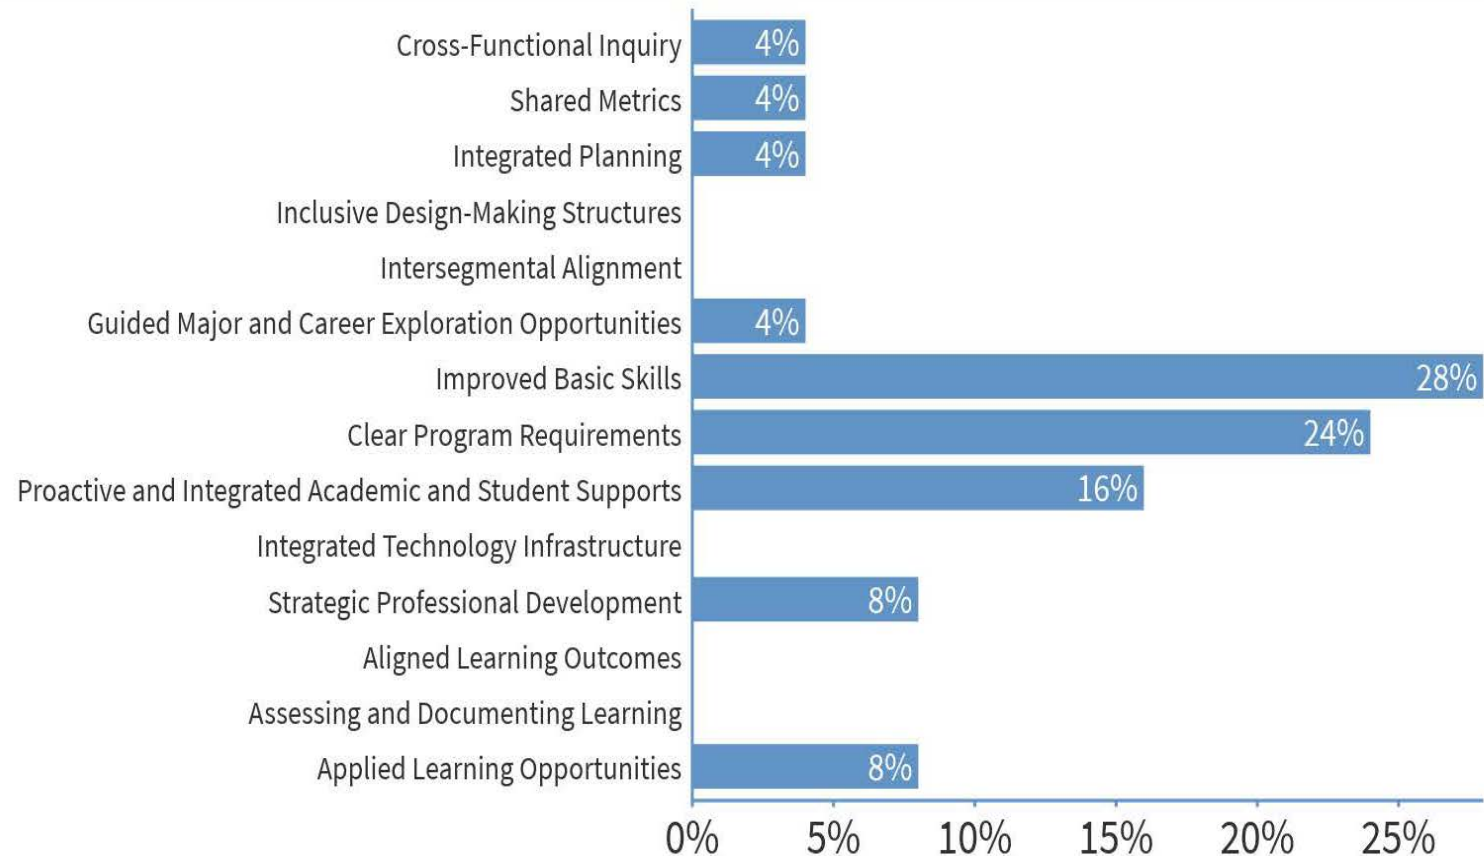 Cross-Functional Inquiry 4%
Shared Metrics 4%
Integrated Planning 4%
Inclusive Design-Making Structures
Intersegmental Alignment
Guided Major and Career Exploration Opportunities 4%
Improved Basic Skills 28%
Clear Program Requirements 24%
Proactive and Integrated Academic and Student Supports 16%
Integrated Technology Infrastructure
Strategic Professional Development 8%
Aligned Learning Outcomes
Assessing and Documenting Learning
Applied Learning Opportunities 8%
0% 5% 10% 15% 20% 25%